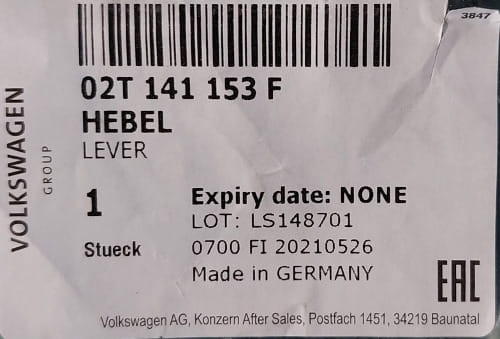 3847
02T 141 153 F
HEBEL
LEVER
VOLKSWAGEN
GROUP
1
Stueck
Expiry date: NONE
LOT: LS148701
0700 FI 20210526
Made in GERMANY
EAC
Volkswagen AG, Konzern After Sales, Postfach 1451, 34219 Baunatal